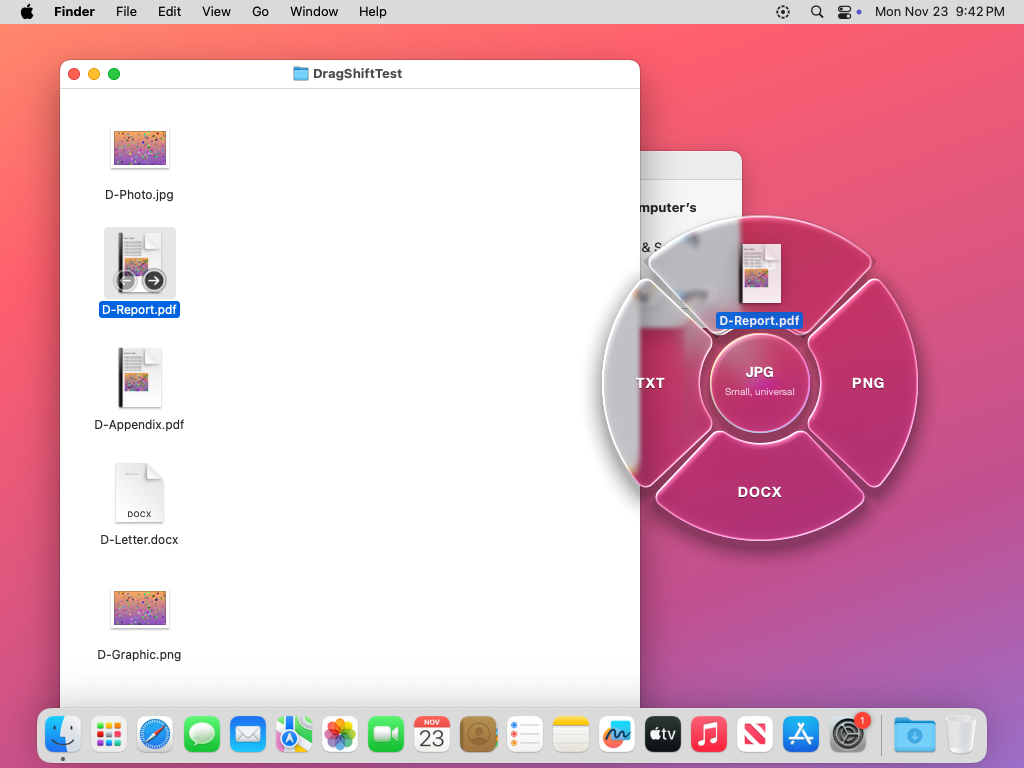 Finder File Edit View Go Window Help Mon Nov 23 9:42 PM
DragShiftTest
D-Photo.jpg
mputer's
& S
D-Report.pdf
D-Report.pdf
JPG
Small, universal
TXT
PNG
D-Appendix.pdf
DOCX
DOCX
D-Letter.docx
D-Graphic.png
NOV
23
tv
1